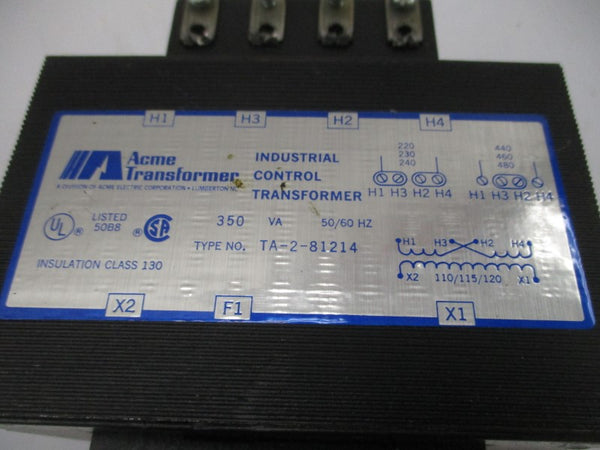 H1 H3 H2 H4
Acme
Transformer
A DIVISION OF ACME ELECTRIC CORPORATION • LUMBERTON NC
INDUSTRIAL
CONTROL
TRANSFORMER
220
230
240
H1 H3 H2 H4
440
460
480
H1 H3 H2 H4
UL
LISTED
50B8
SA
350 VA 50/60 HZ
TYPE NO. TA-2-81214
INSULATION CLASS 130
H1 H3 H2 H4
X2 110/115/120 X1
X2 F1 X1